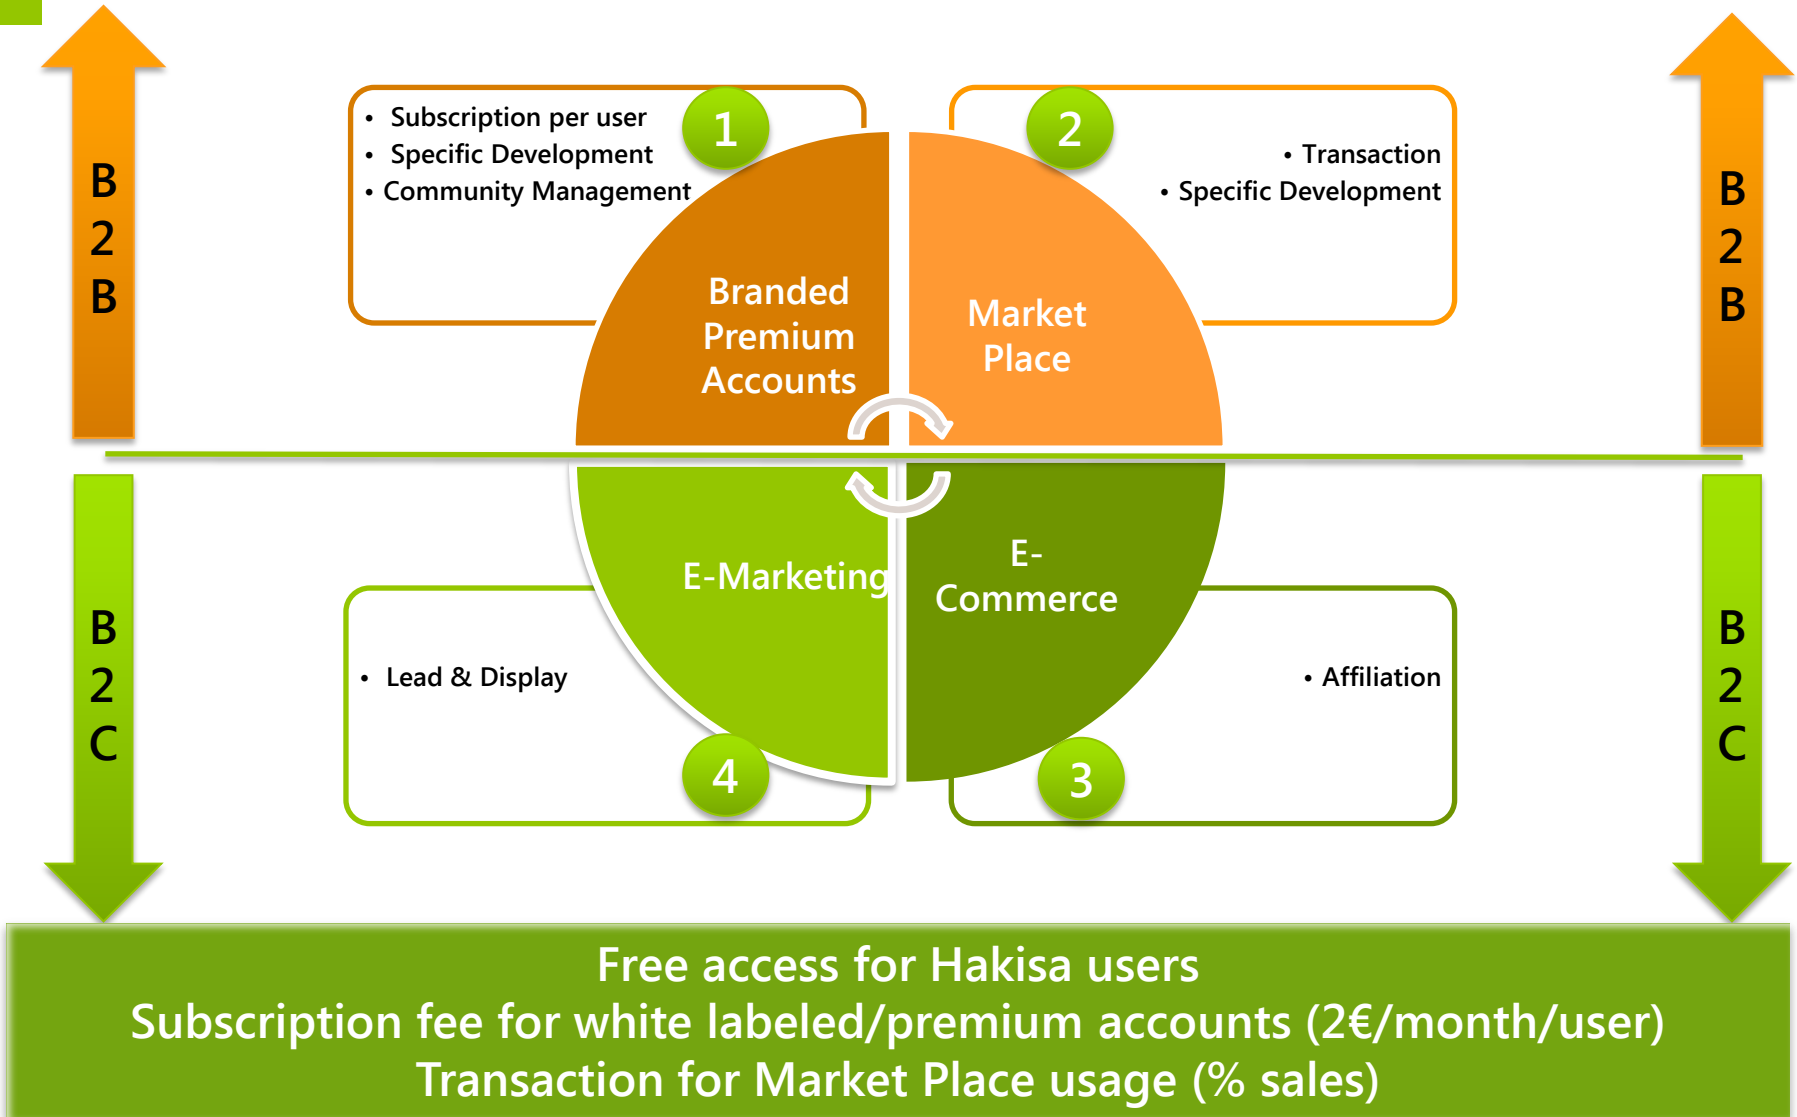 B
2
B
• Subscription per user
• Specific Development
• Community Management
1
2
• Transaction
• Specific Development
B
2
B
Branded
Premium
Accounts
Market
Place
E-Marketing
E-
Commerce
B
2
C
• Lead & Display
4
3
• Affiliation
B
2
C
Free access for Hakisa users
Subscription fee for white labeled/premium accounts (2€/month/user)
Transaction for Market Place usage (% sales)